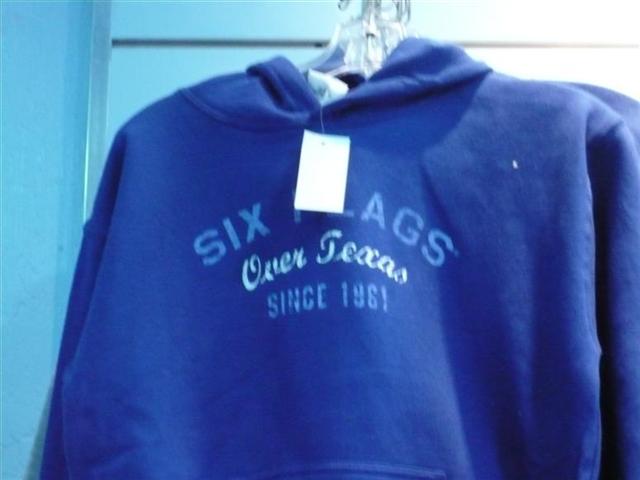 SIX FLAGS
Over Texas
SINCE 1961